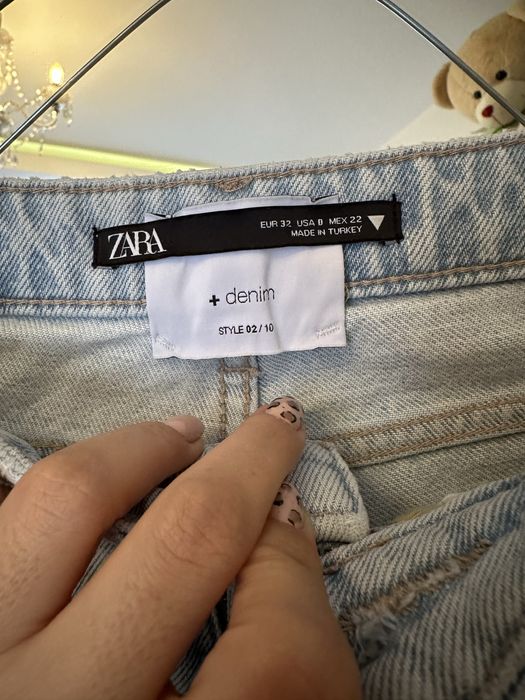 ZARA
EUR 32 USA 0 MEX 22
MADE IN TURKEY
+ denim
STYLE 02/10